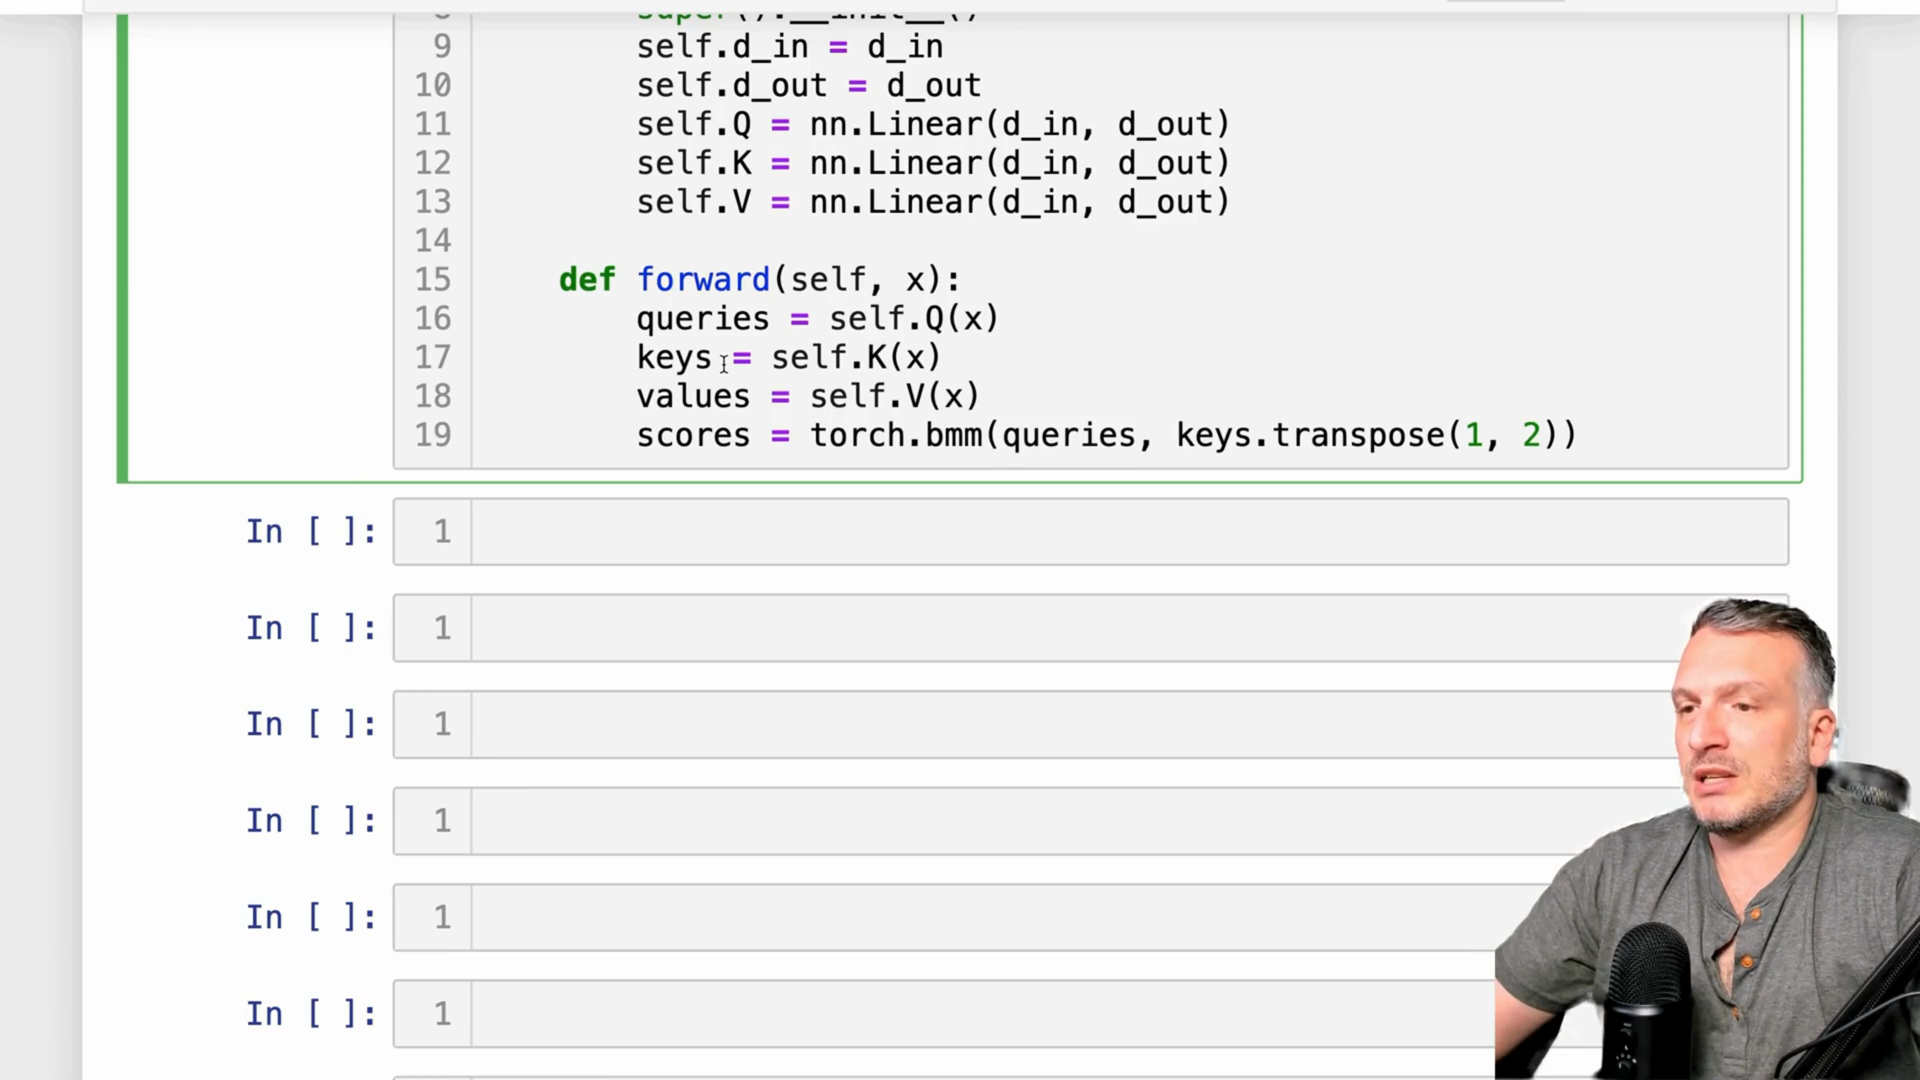 8 super().__init__()
9 self.d_in = d_in
10 self.d_out = d_out
11 self.Q = nn.Linear(d_in, d_out)
12 self.K = nn.Linear(d_in, d_out)
13 self.V = nn.Linear(d_in, d_out)
14
15 def forward(self, x):
16 queries = self.Q(x)
17 keys = self.K(x)
18 values = self.V(x)
19 scores = torch.bmm(queries, keys.transpose(1, 2))
In [ ]: 1
In [ ]: 1
In [ ]: 1
In [ ]: 1
In [ ]: 1
In [ ]: 1